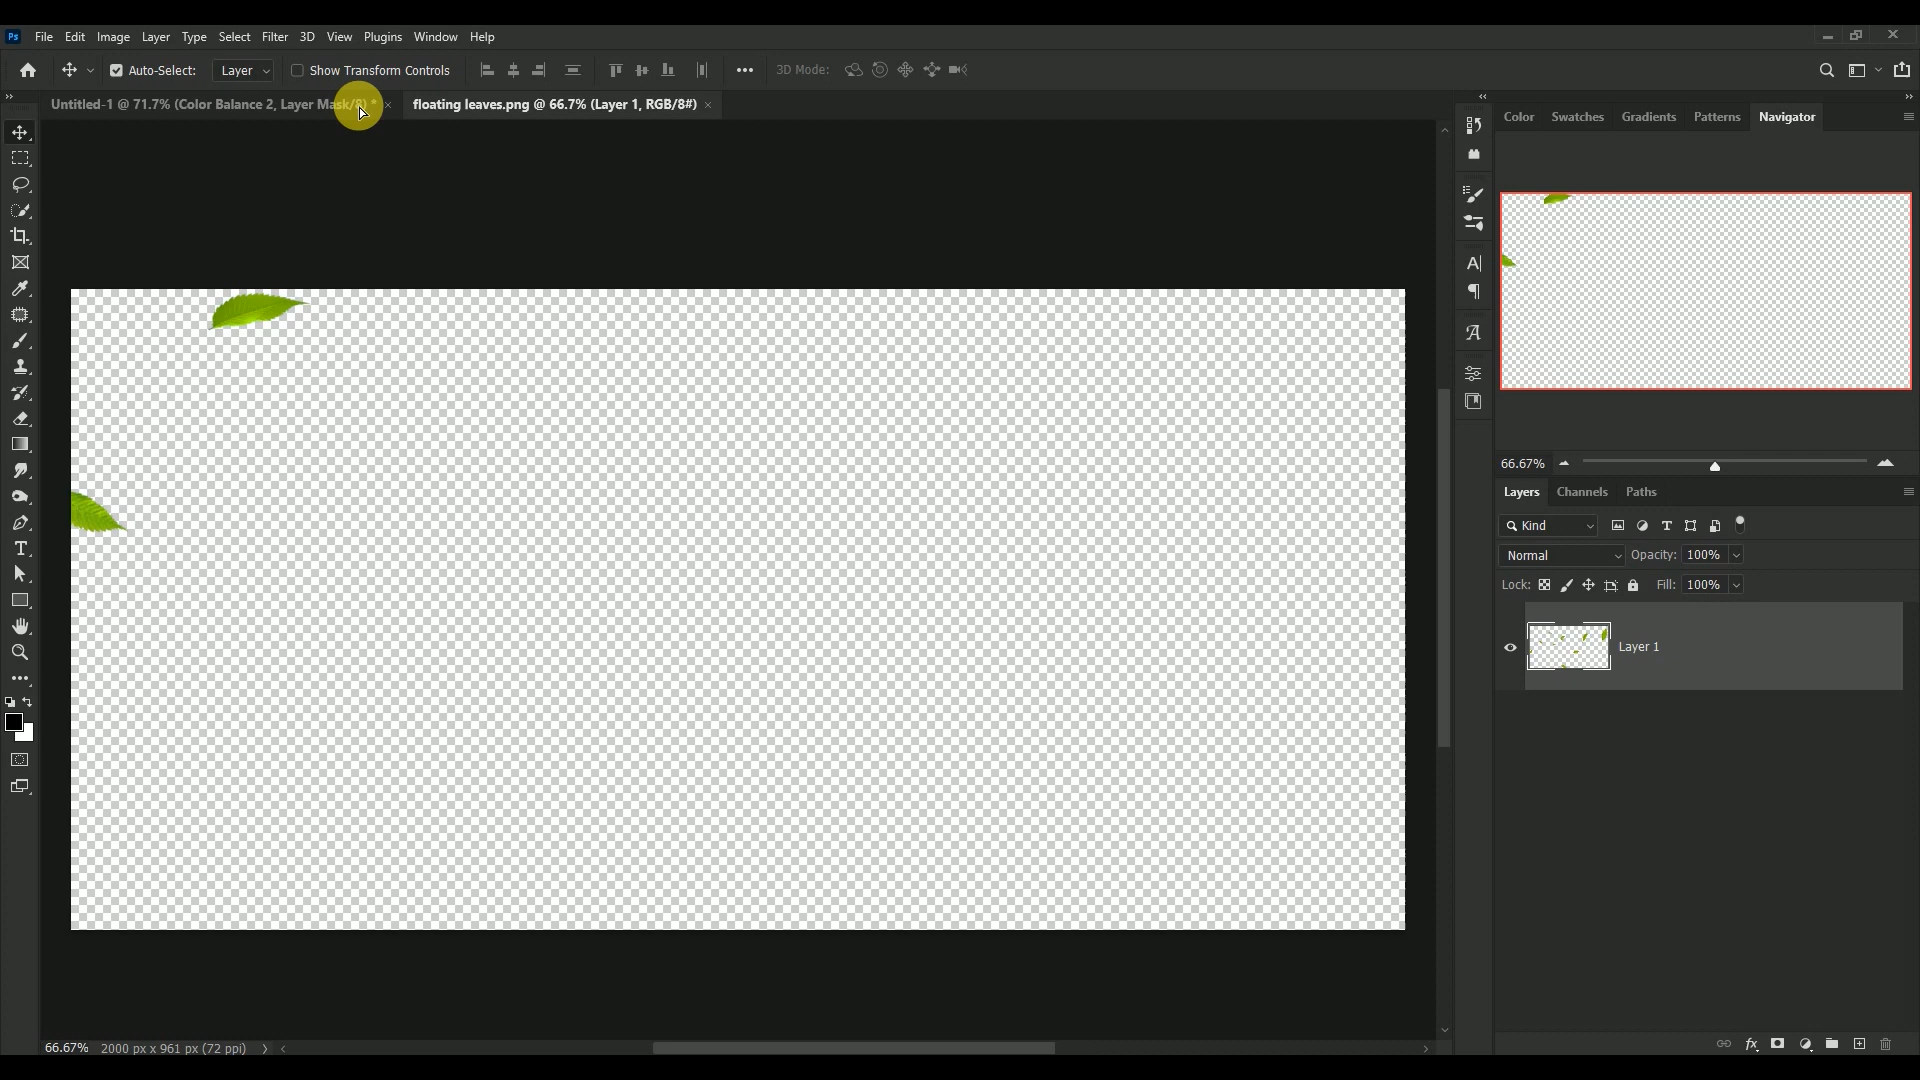 Ps File Edit Image Layer Type Select Filter 3D View Plugins Window Help
Auto-Select: Layer Show Transform Controls 3D Mode:
Untitled-1 @ 71.7% (Color Balance 2, Layer Mask/8) * × floating leaves.png @ 66.7% (Layer 1, RGB/8#) ×
Color Swatches Gradients Patterns Navigator
66.67%
Layers Channels Paths
Kind
Normal Opacity: 100%
Lock: Fill: 100%
Layer 1
66.67% 2000 px x 961 px (72 ppi)